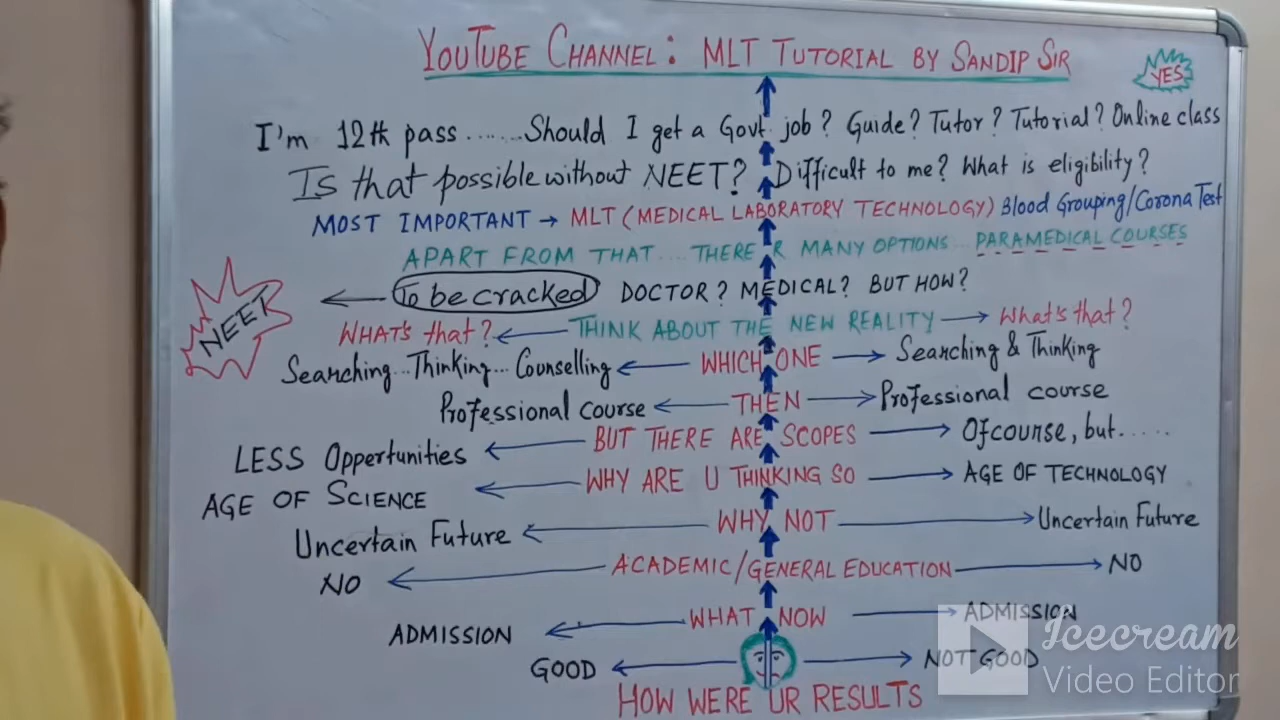 YOUTUBE CHANNEL: MLT TUTORIAL BY SANDIP SIR
YES
I'm 12th pass.......Should I get a Govt job? Guide? Tutor? Tutorial? Online class
Is that possible without NEET? Difficult to me? What is eligibility?
MOST IMPORTANT → MLT (MEDICAL LABORATORY TECHNOLOGY) Blood Grouping/Corona Test
APART FROM THAT....THERE R MANY OPTIONS...PARAMEDICAL COURSES
NEET ← To be cracked DOCTOR? MEDICAL? BUT HOW?
WHAT'S that? ← THINK ABOUT THE NEW REALITY → WHAT'S that?
Searching...Thinking...Counselling ← WHICH ONE → Searching & Thinking
Professional course ← THEN → Professional course
LESS Oppertunities ← BUT THERE ARE SCOPES → Ofcourse, but.....
AGE OF SCIENCE ← WHY ARE U THINKING SO → AGE OF TECHNOLOGY
Uncertain Future ← WHY NOT → Uncertain Future
NO ← ACADEMIC/GENERAL EDUCATION → NO
ADMISSION ← WHAT NOW → ADMISSION
GOOD ← → NOT GOOD
HOW WERE UR RESULTS
Icecream
Video Editor